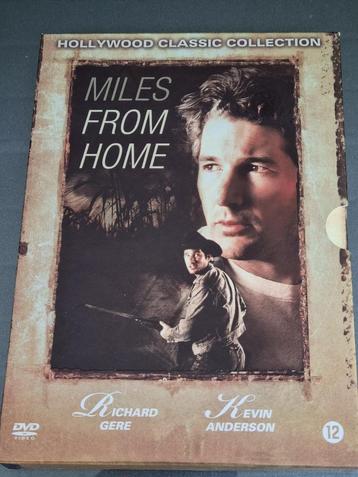 HOLLYWOOD CLASSIC COLLECTION
MILES
FROM
HOME
RICHARD
GERE
KEVIN
ANDERSON
DVD
VIDEO
12